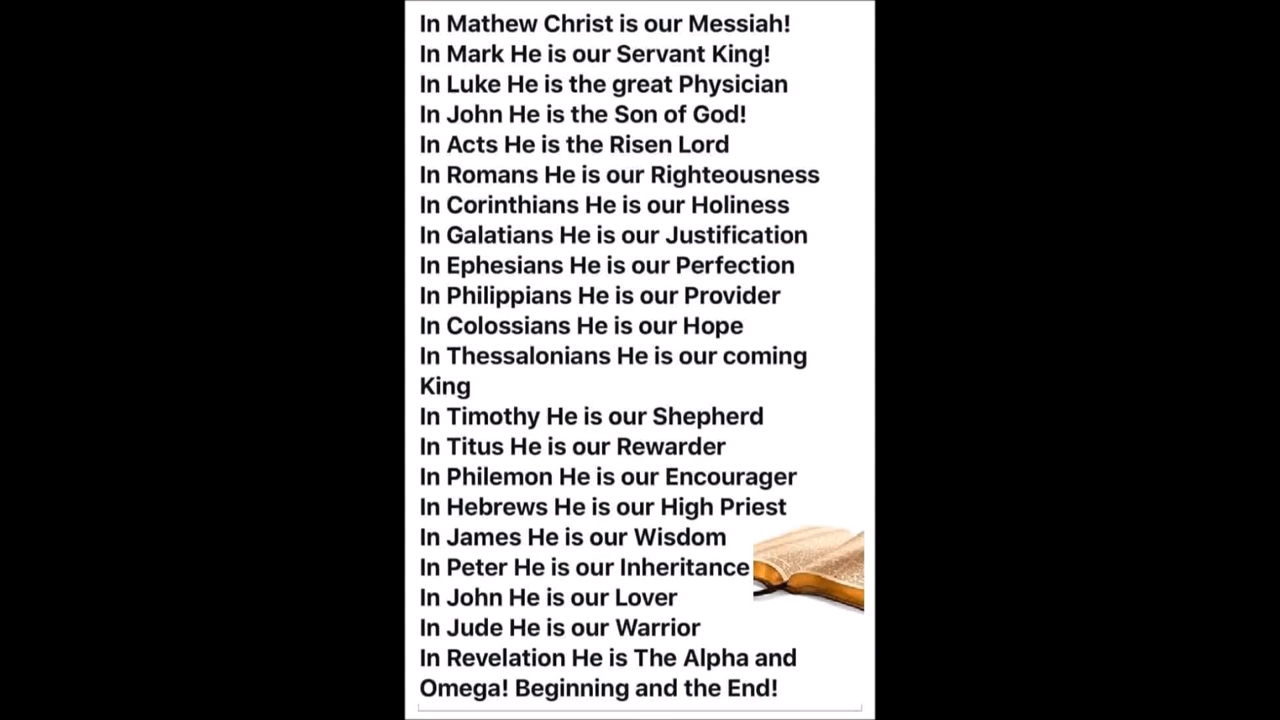 In Mathew Christ is our Messiah!
In Mark He is our Servant King!
In Luke He is the great Physician
In John He is the Son of God!
In Acts He is the Risen Lord
In Romans He is our Righteousness
In Corinthians He is our Holiness
In Galatians He is our Justification
In Ephesians He is our Perfection
In Philippians He is our Provider
In Colossians He is our Hope
In Thessalonians He is our coming
King
In Timothy He is our Shepherd
In Titus He is our Rewarder
In Philemon He is our Encourager
In Hebrews He is our High Priest
In James He is our Wisdom
In Peter He is our Inheritance
In John He is our Lover
In Jude He is our Warrior
In Revelation He is The Alpha and
Omega! Beginning and the End!